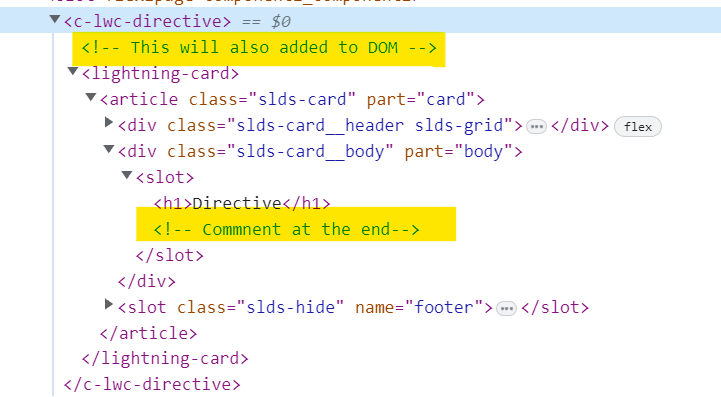 <c-lwc-directive> == $0
<!-- This will also added to DOM -->
<lightning-card>
<article class="slds-card" part="card">
<div class="slds-card__header slds-grid">⋯</div> flex
<div class="slds-card__body" part="body">
<slot>
<h1>Directive</h1>
<!-- Commnent at the end-->
</slot>
</div>
<slot class="slds-hide" name="footer">⋯</slot>
</article>
</lightning-card>
</c-lwc-directive>